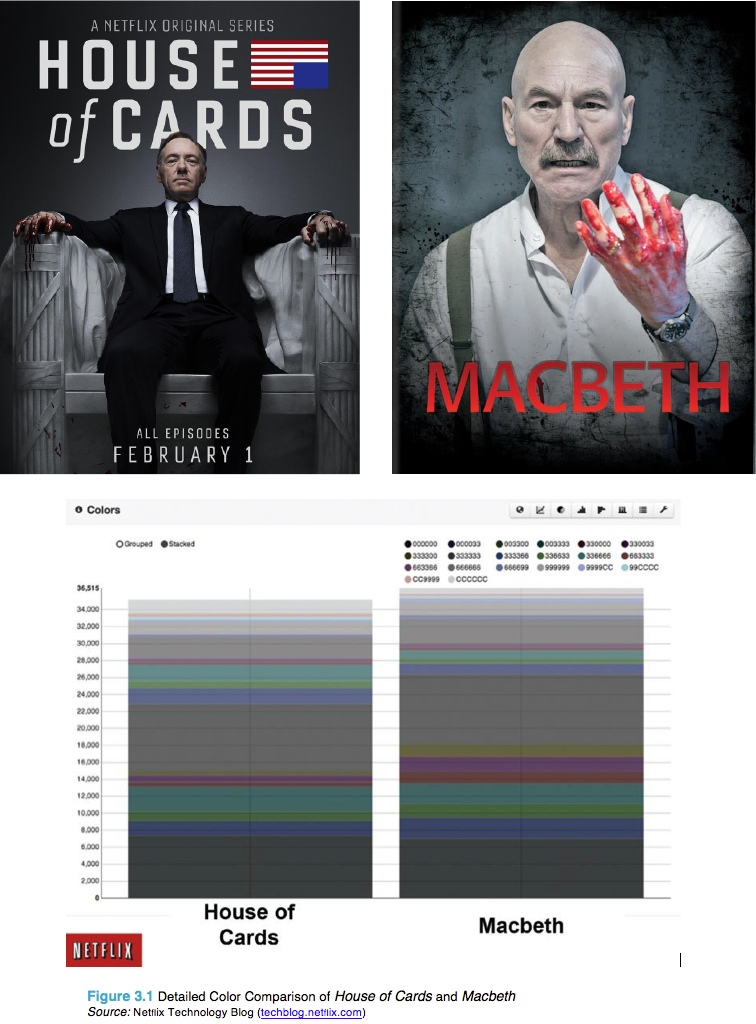 A NETFLIX ORIGINAL SERIES
HOUSE
of CARDS
ALL EPISODES
FEBRUARY 1
MACBETH
Colors
Grouped Stacked
000000 000033 003300 003333 330000 330033
333300 333333 333366 336633 336666 663333
663366 666666 666699 999999 9999CC 99CCCC
CC9999 CCCCCC
36,515
34,000
32,000
30,000
28,000
26,000
24,000
22,000
20,000
18,000
16,000
14,000
12,000
10,000
8,000
6,000
4,000
2,000
0
House of
Cards
Macbeth
NETFLIX
Figure 3.1 Detailed Color Comparison of House of Cards and Macbeth
Source: Netflix Technology Blog (techblog.netflix.com)